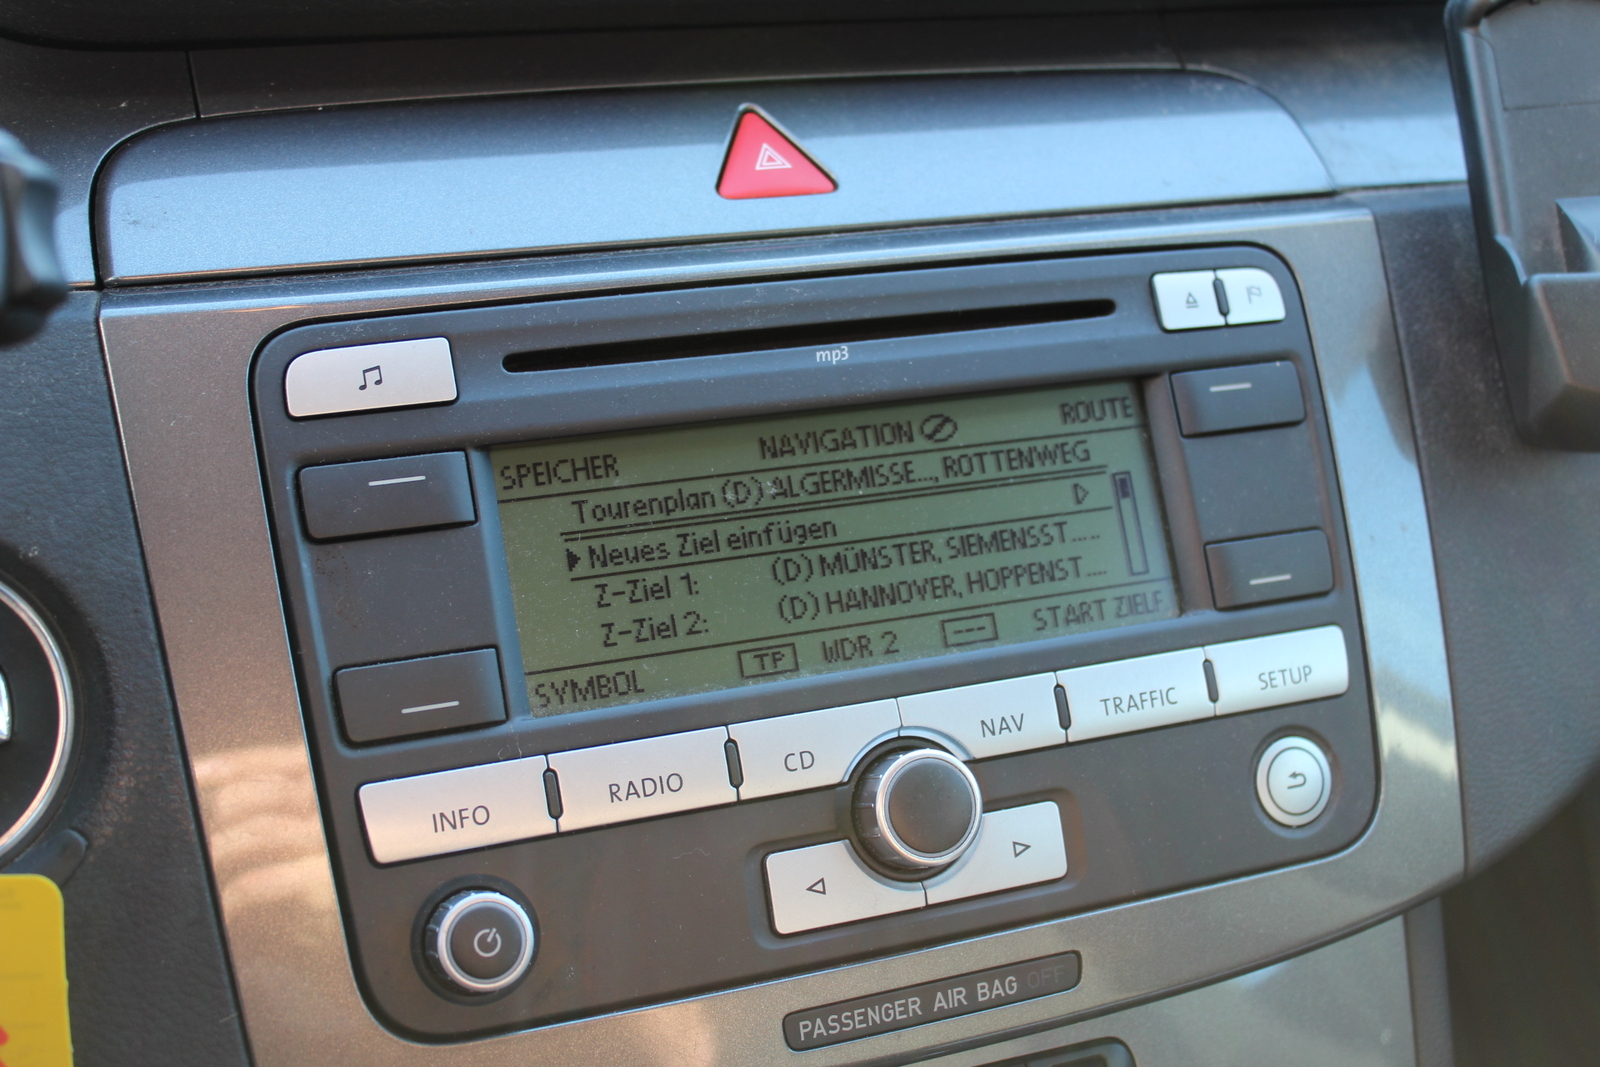 mp3
SPEICHER NAVIGATION ROUTE
Tourenplan (D) ALGERMISSE..., ROTTENWEG
Neues Ziel einfügen
Z-Ziel 1: (D) MÜNSTER, SIEMENSST.....
Z-Ziel 2: (D) HANNOVER, HOPPENST....
SYMBOL TP WDR 2 --- START ZIELF
INFO RADIO CD NAV TRAFFIC SETUP
PASSENGER AIR BAG OFF